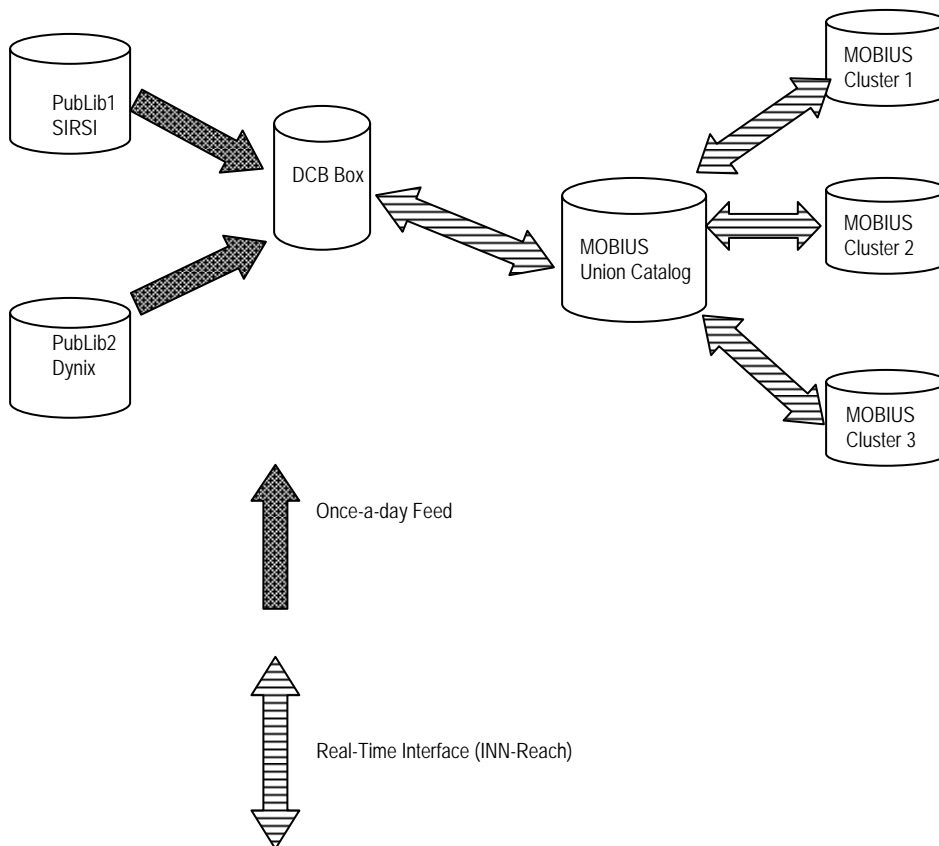 PubLib1
SIRSI
DCB Box
MOBIUS
Cluster 1
MOBIUS
Union Catalog
MOBIUS
Cluster 2
PubLib2
Dynix
MOBIUS
Cluster 3
Once-a-day Feed
Real-Time Interface (INN-Reach)